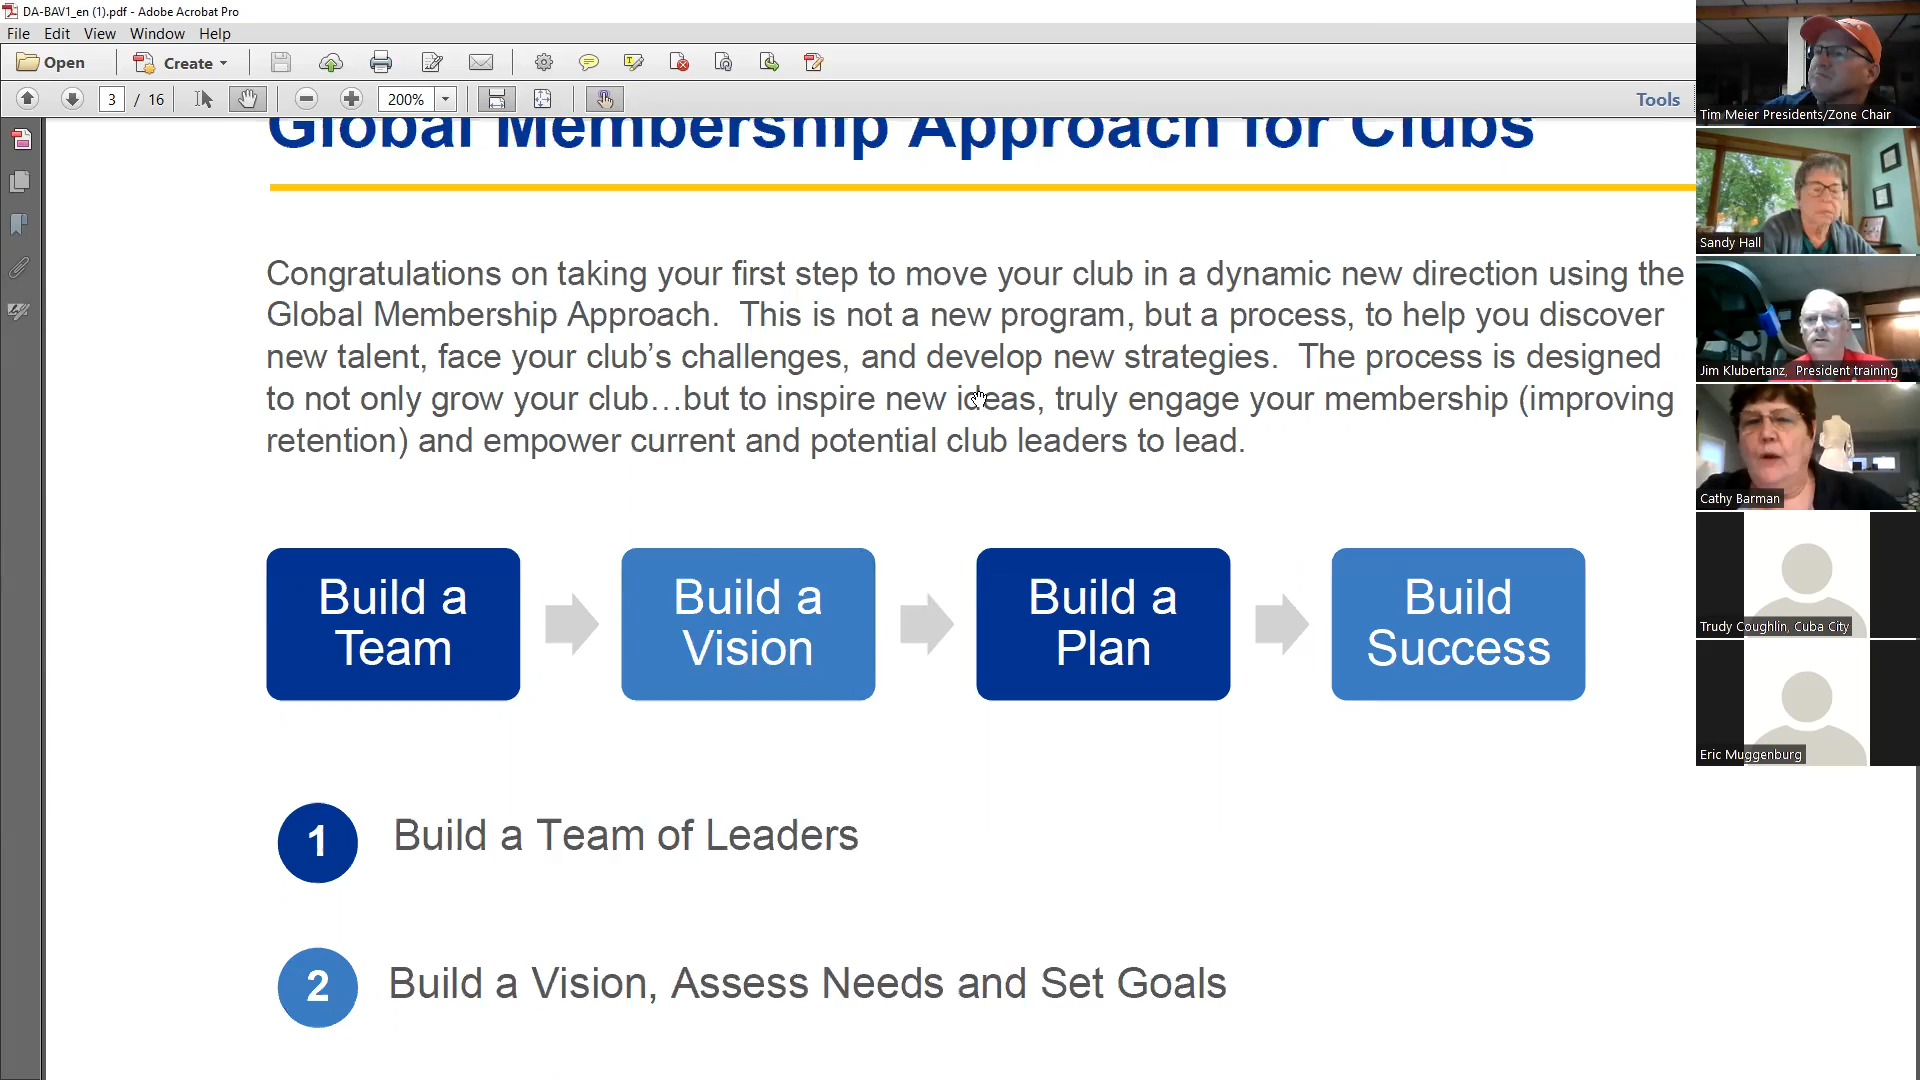 DA-BAV1_en (1).pdf - Adobe Acrobat Pro
File Edit View Window Help
Open Create
3 / 16 200% Tools
Global Membership Approach for Clubs
Congratulations on taking your first step to move your club in a dynamic new direction using the
Global Membership Approach. This is not a new program, but a process, to help you discover
new talent, face your club’s challenges, and develop new strategies. The process is designed
to not only grow your club…but to inspire new ideas, truly engage your membership (improving
retention) and empower current and potential club leaders to lead.
Build a
Team
Build a
Vision
Build a
Plan
Build
Success
1 Build a Team of Leaders
2 Build a Vision, Assess Needs and Set Goals
Tim Meier Presidents/Zone Chair
Sandy Hall
Jim Klubertanz, President training
Cathy Barman
Trudy Coughlin, Cuba City
Eric Muggenburg